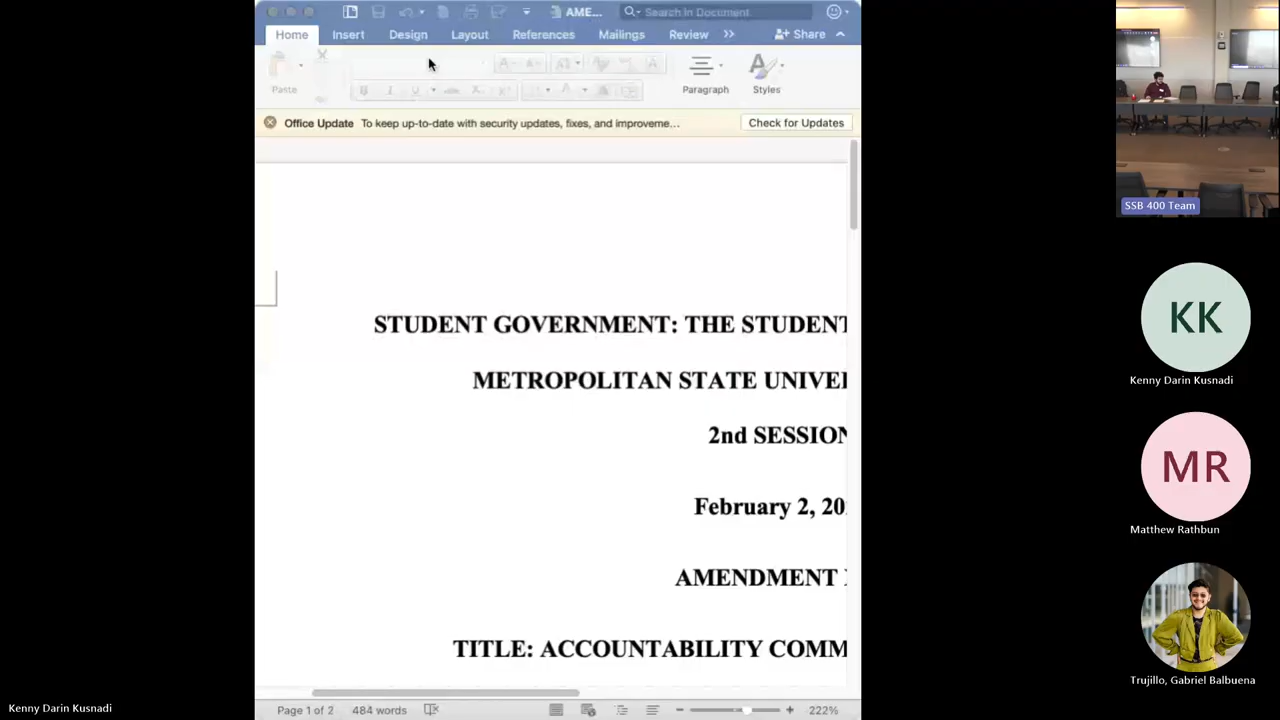 AME...
Search in Document
Home
Insert
Design
Layout
References
Mailings
Review
Share
Paste
Paragraph
Styles
Office Update To keep up-to-date with security updates, fixes, and improveme...
Check for Updates
STUDENT GOVERNMENT: THE STUDENT
METROPOLITAN STATE UNIVE
2nd SESSION
February 2, 20
AMENDMENT
TITLE: ACCOUNTABILITY COMM
Page 1 of 2
484 words
222%
Kenny Darin Kusnadi
SSB 400 Team
KK
Kenny Darin Kusnadi
MR
Matthew Rathbun
Trujillo, Gabriel Balbuena